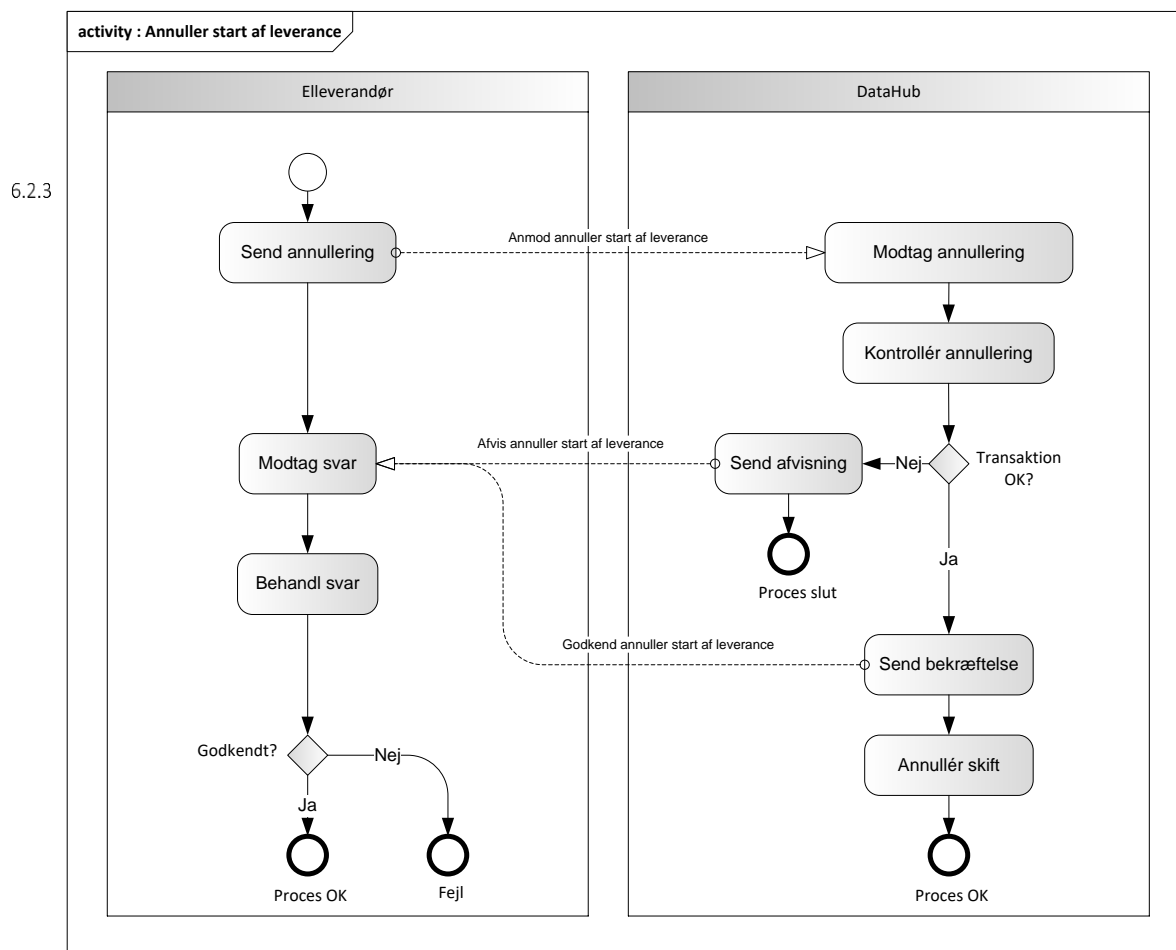 activity : Annuller start af leverance
Elleverandør
DataHub
6.2.3
Send annullering
Anmod annuller start af leverance
Modtag annullering
Kontrollér annullering
Modtag svar
Afvis annuller start af leverance
Send afvisning
Nej
Transaktion
OK?
Behandl svar
Proces slut
Ja
Godkend annuller start af leverance
Send bekræftelse
Godkendt?
Nej
Annullér skift
Ja
Proces OK
Fejl
Proces OK